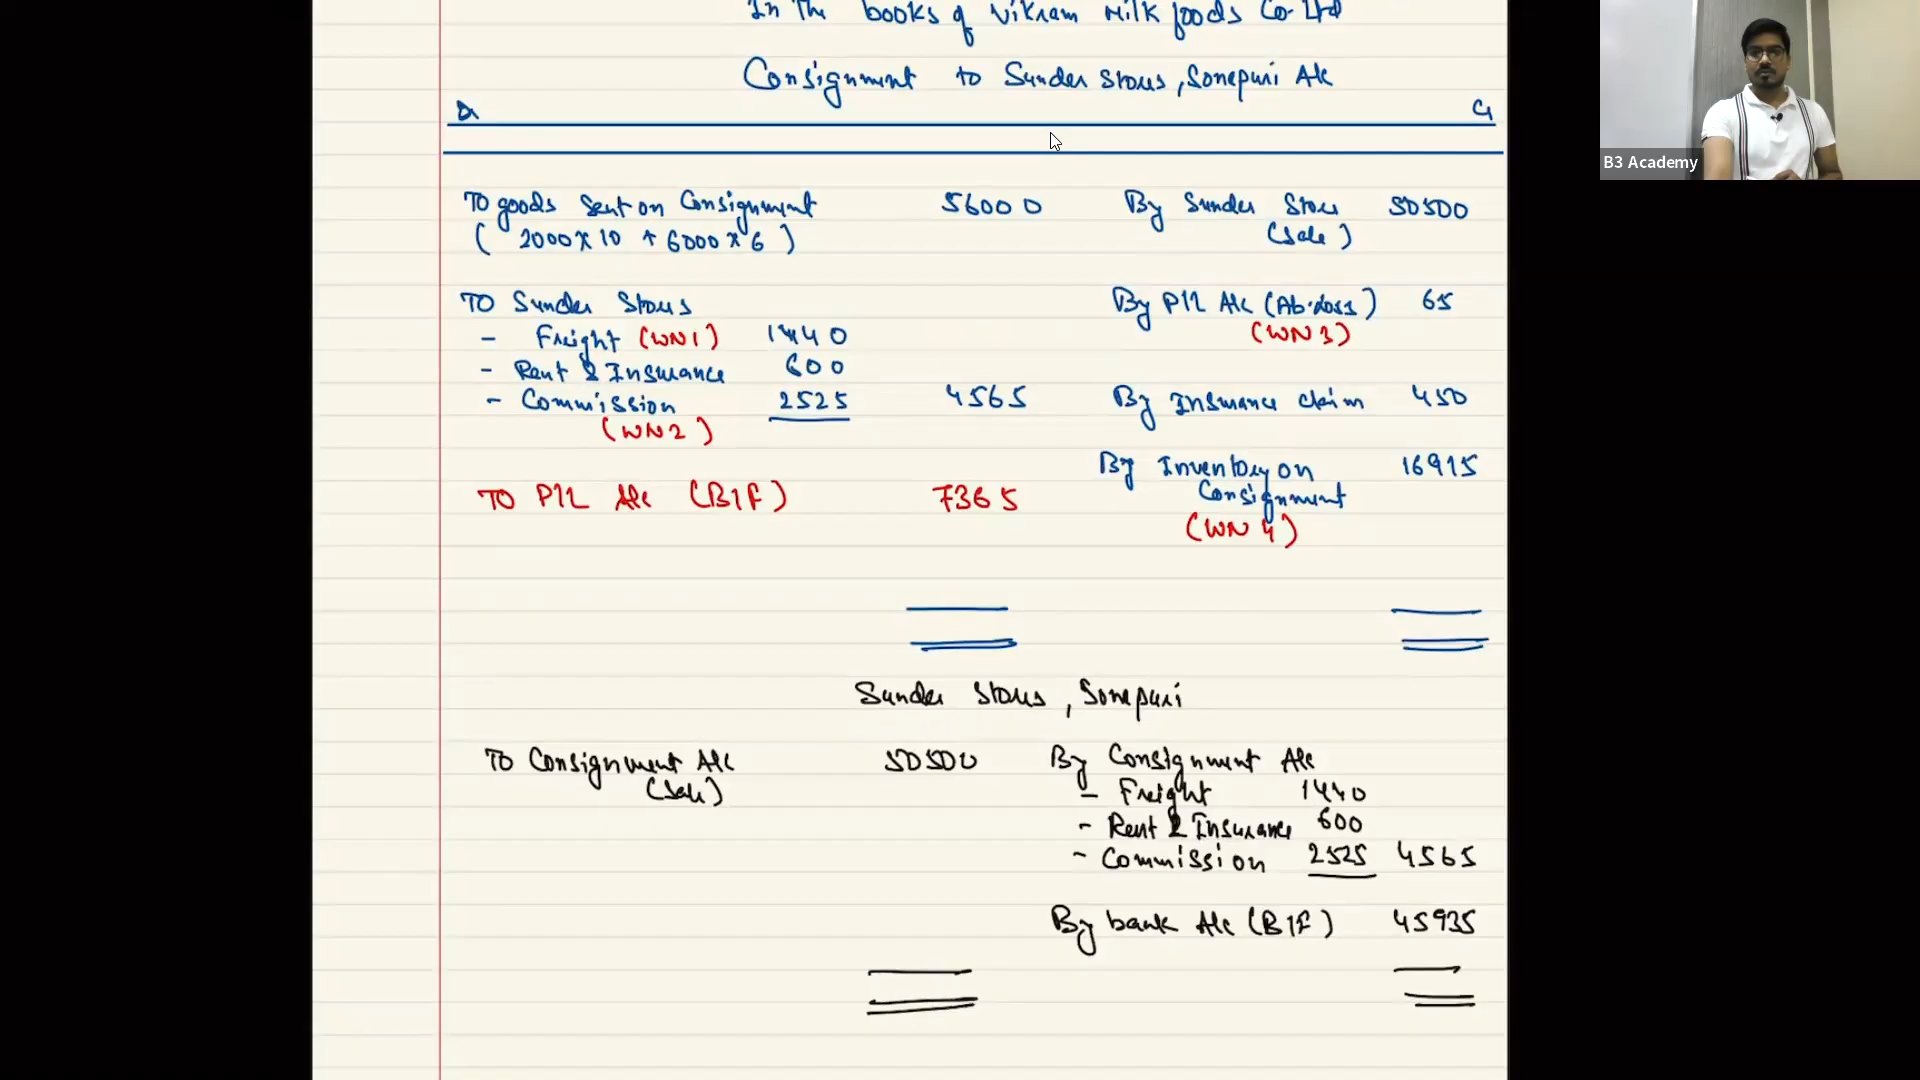 In the books of Vikram Milk foods Co Ltd
Consignment to Sunder Stores, Sonepuri A/c
Dr Cr
To goods Sent on Consignment 56000 By Sunder Store 50500
( 2000 x 10 + 6000 x 6 ) (Sale)
TO Sunder Stores By P/L A/c (Ab. Loss) 65
- Freight (WN1) 1440 (WN3)
- Rent & Insurance 600
- Commission 2525 4565 By Insurance claim 450
(WN2)
By Inventory on 16915
TO P/L A/c (B/F) 7365 Consignment
(WN 4)
Sunder Stores, Sonepuri
To Consignment A/c 50500 By Consignment A/c
(Sale) - Freight 1440
- Rent & Insurance 600
- Commission 2525 4565
By bank A/c (B/F) 45935
B3 Academy